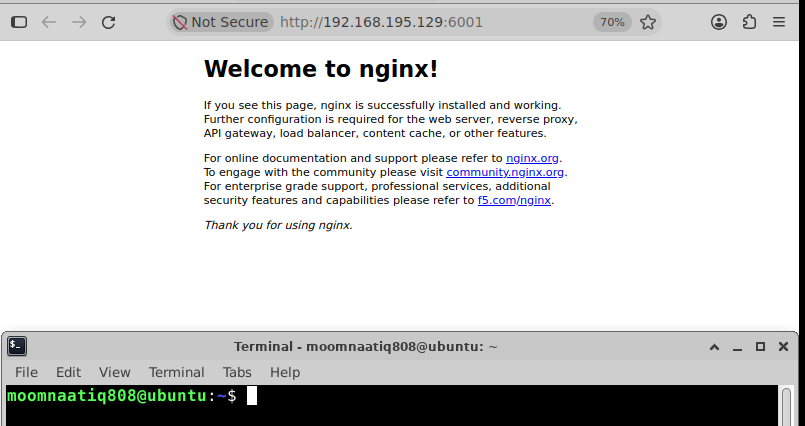 Not Secure http://192.168.195.129:6001 70%
Welcome to nginx!
If you see this page, nginx is successfully installed and working.
Further configuration is required for the web server, reverse proxy,
API gateway, load balancer, content cache, or other features.
For online documentation and support please refer to nginx.org.
To engage with the community please visit community.nginx.org.
For enterprise grade support, professional services, additional
security features and capabilities please refer to f5.com/nginx.
Thank you for using nginx.
Terminal - moomnaatiq808@ubuntu: ~
File Edit View Terminal Tabs Help
moomnaatiq808@ubuntu:~$